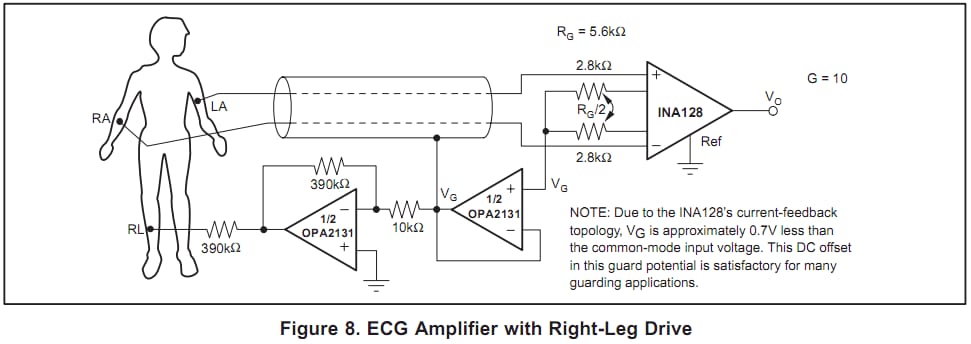 R_G = 5.6kΩ
2.8kΩ
G = 10
LA
RA
R_G/2
INA128
V_O
Ref
2.8kΩ
390kΩ
V_G
V_G
1/2
OPA2131
1/2
OPA2131
10kΩ
RL
390kΩ
+
−
+
−
−
+
NOTE: Due to the INA128's current-feedback
topology, V_G is approximately 0.7V less than
the common-mode input voltage. This DC offset
in this guard potential is satisfactory for many
guarding applications.
Figure 8. ECG Amplifier with Right-Leg Drive